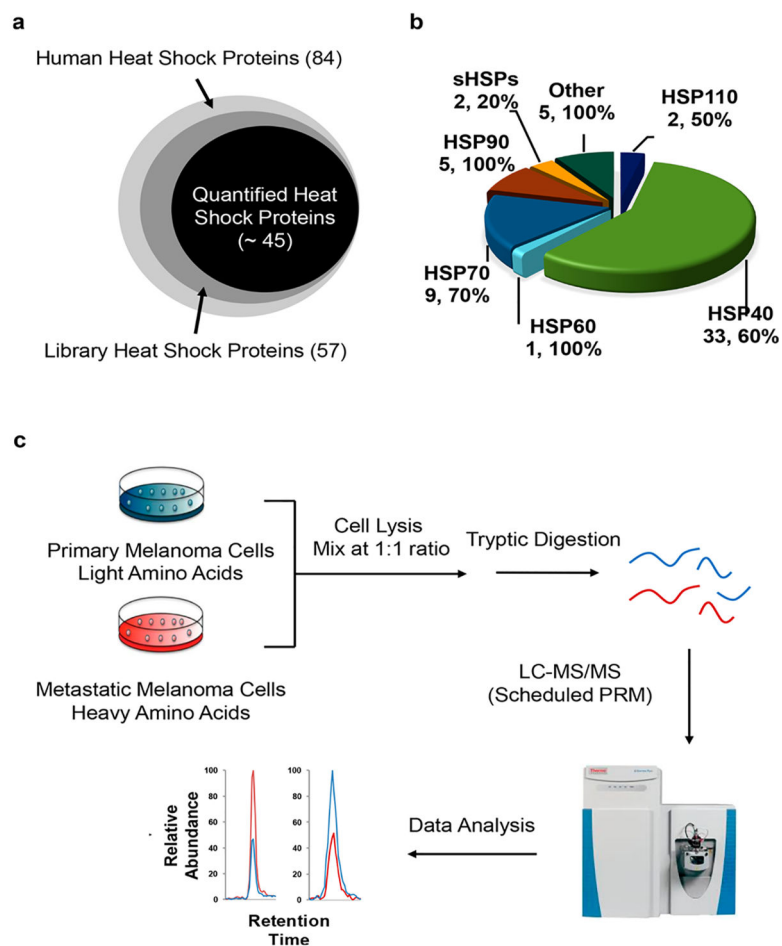 a
Human Heat Shock Proteins (84)
Quantified Heat
Shock Proteins
(~ 45)
Library Heat Shock Proteins (57)
b
sHSPs
2, 20%
Other
5, 100%
HSP110
2, 50%
HSP90
5, 100%
HSP70
9, 70%
HSP60
1, 100%
HSP40
33, 60%
c
Primary Melanoma Cells
Light Amino Acids
Metastatic Melanoma Cells
Heavy Amino Acids
Cell Lysis
Mix at 1:1 ratio
Tryptic Digestion
LC-MS/MS
(Scheduled PRM)
Data Analysis
Relative
Abundance
100
80
60
40
20
0
100
80
60
40
20
0
Retention
Time